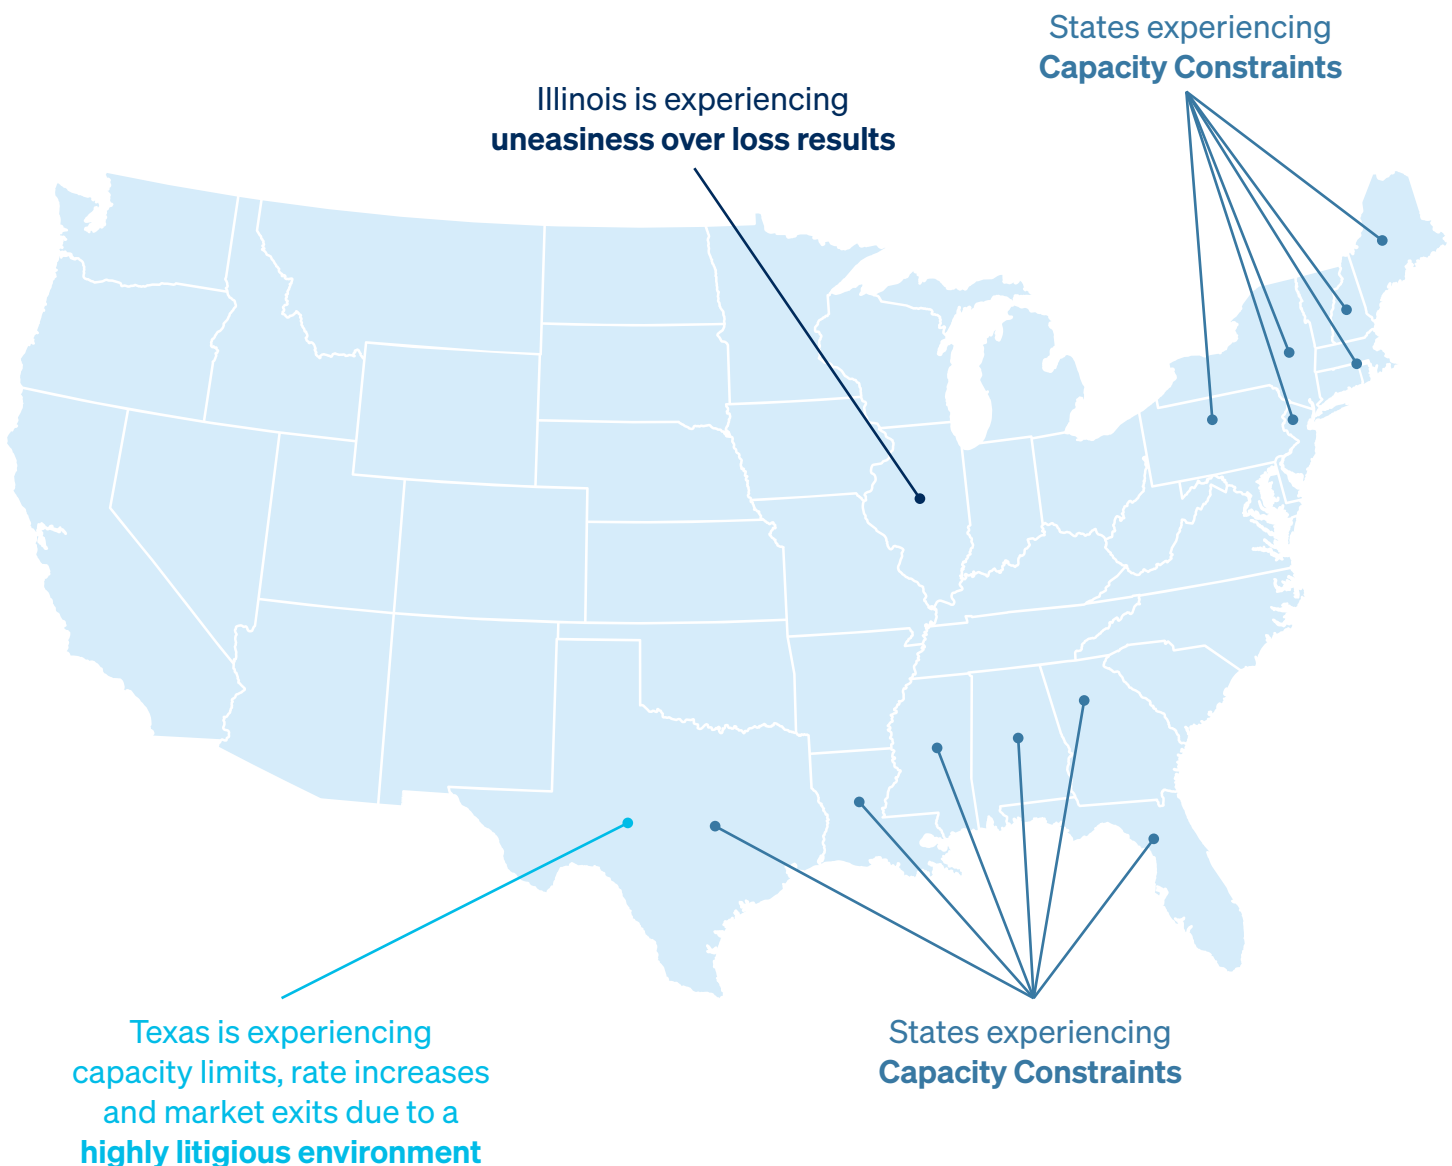 States experiencing
Capacity Constraints
Illinois is experiencing
uneasiness over loss results
Texas is experiencing
capacity limits, rate increases
and market exits due to a
highly litigious environment
States experiencing
Capacity Constraints